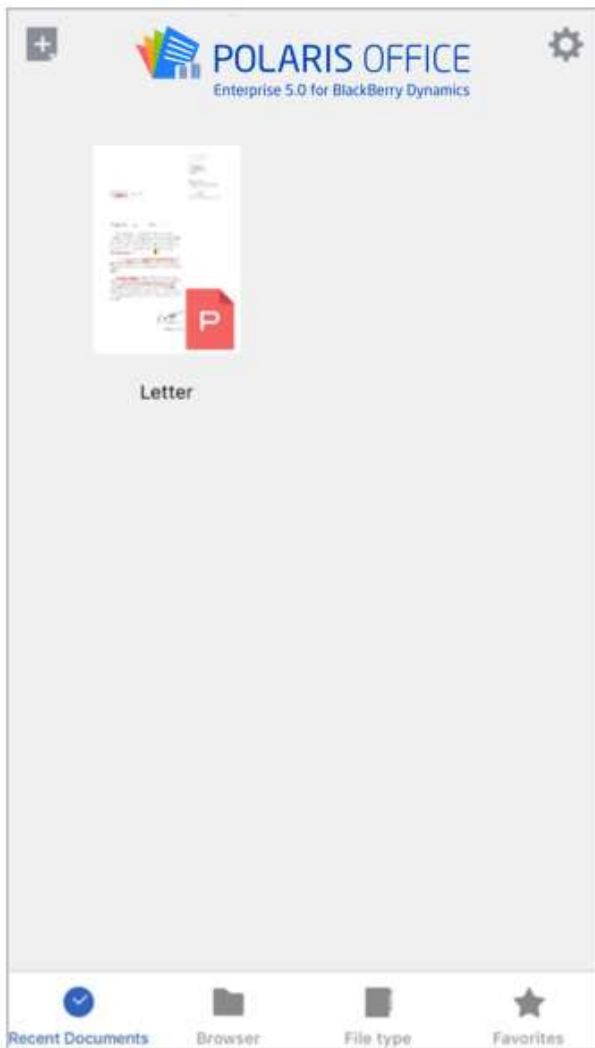 POLARIS OFFICE
Enterprise 5.0 for BlackBerry Dynamics
P
Letter
Recent Documents
Browser
File type
Favorites